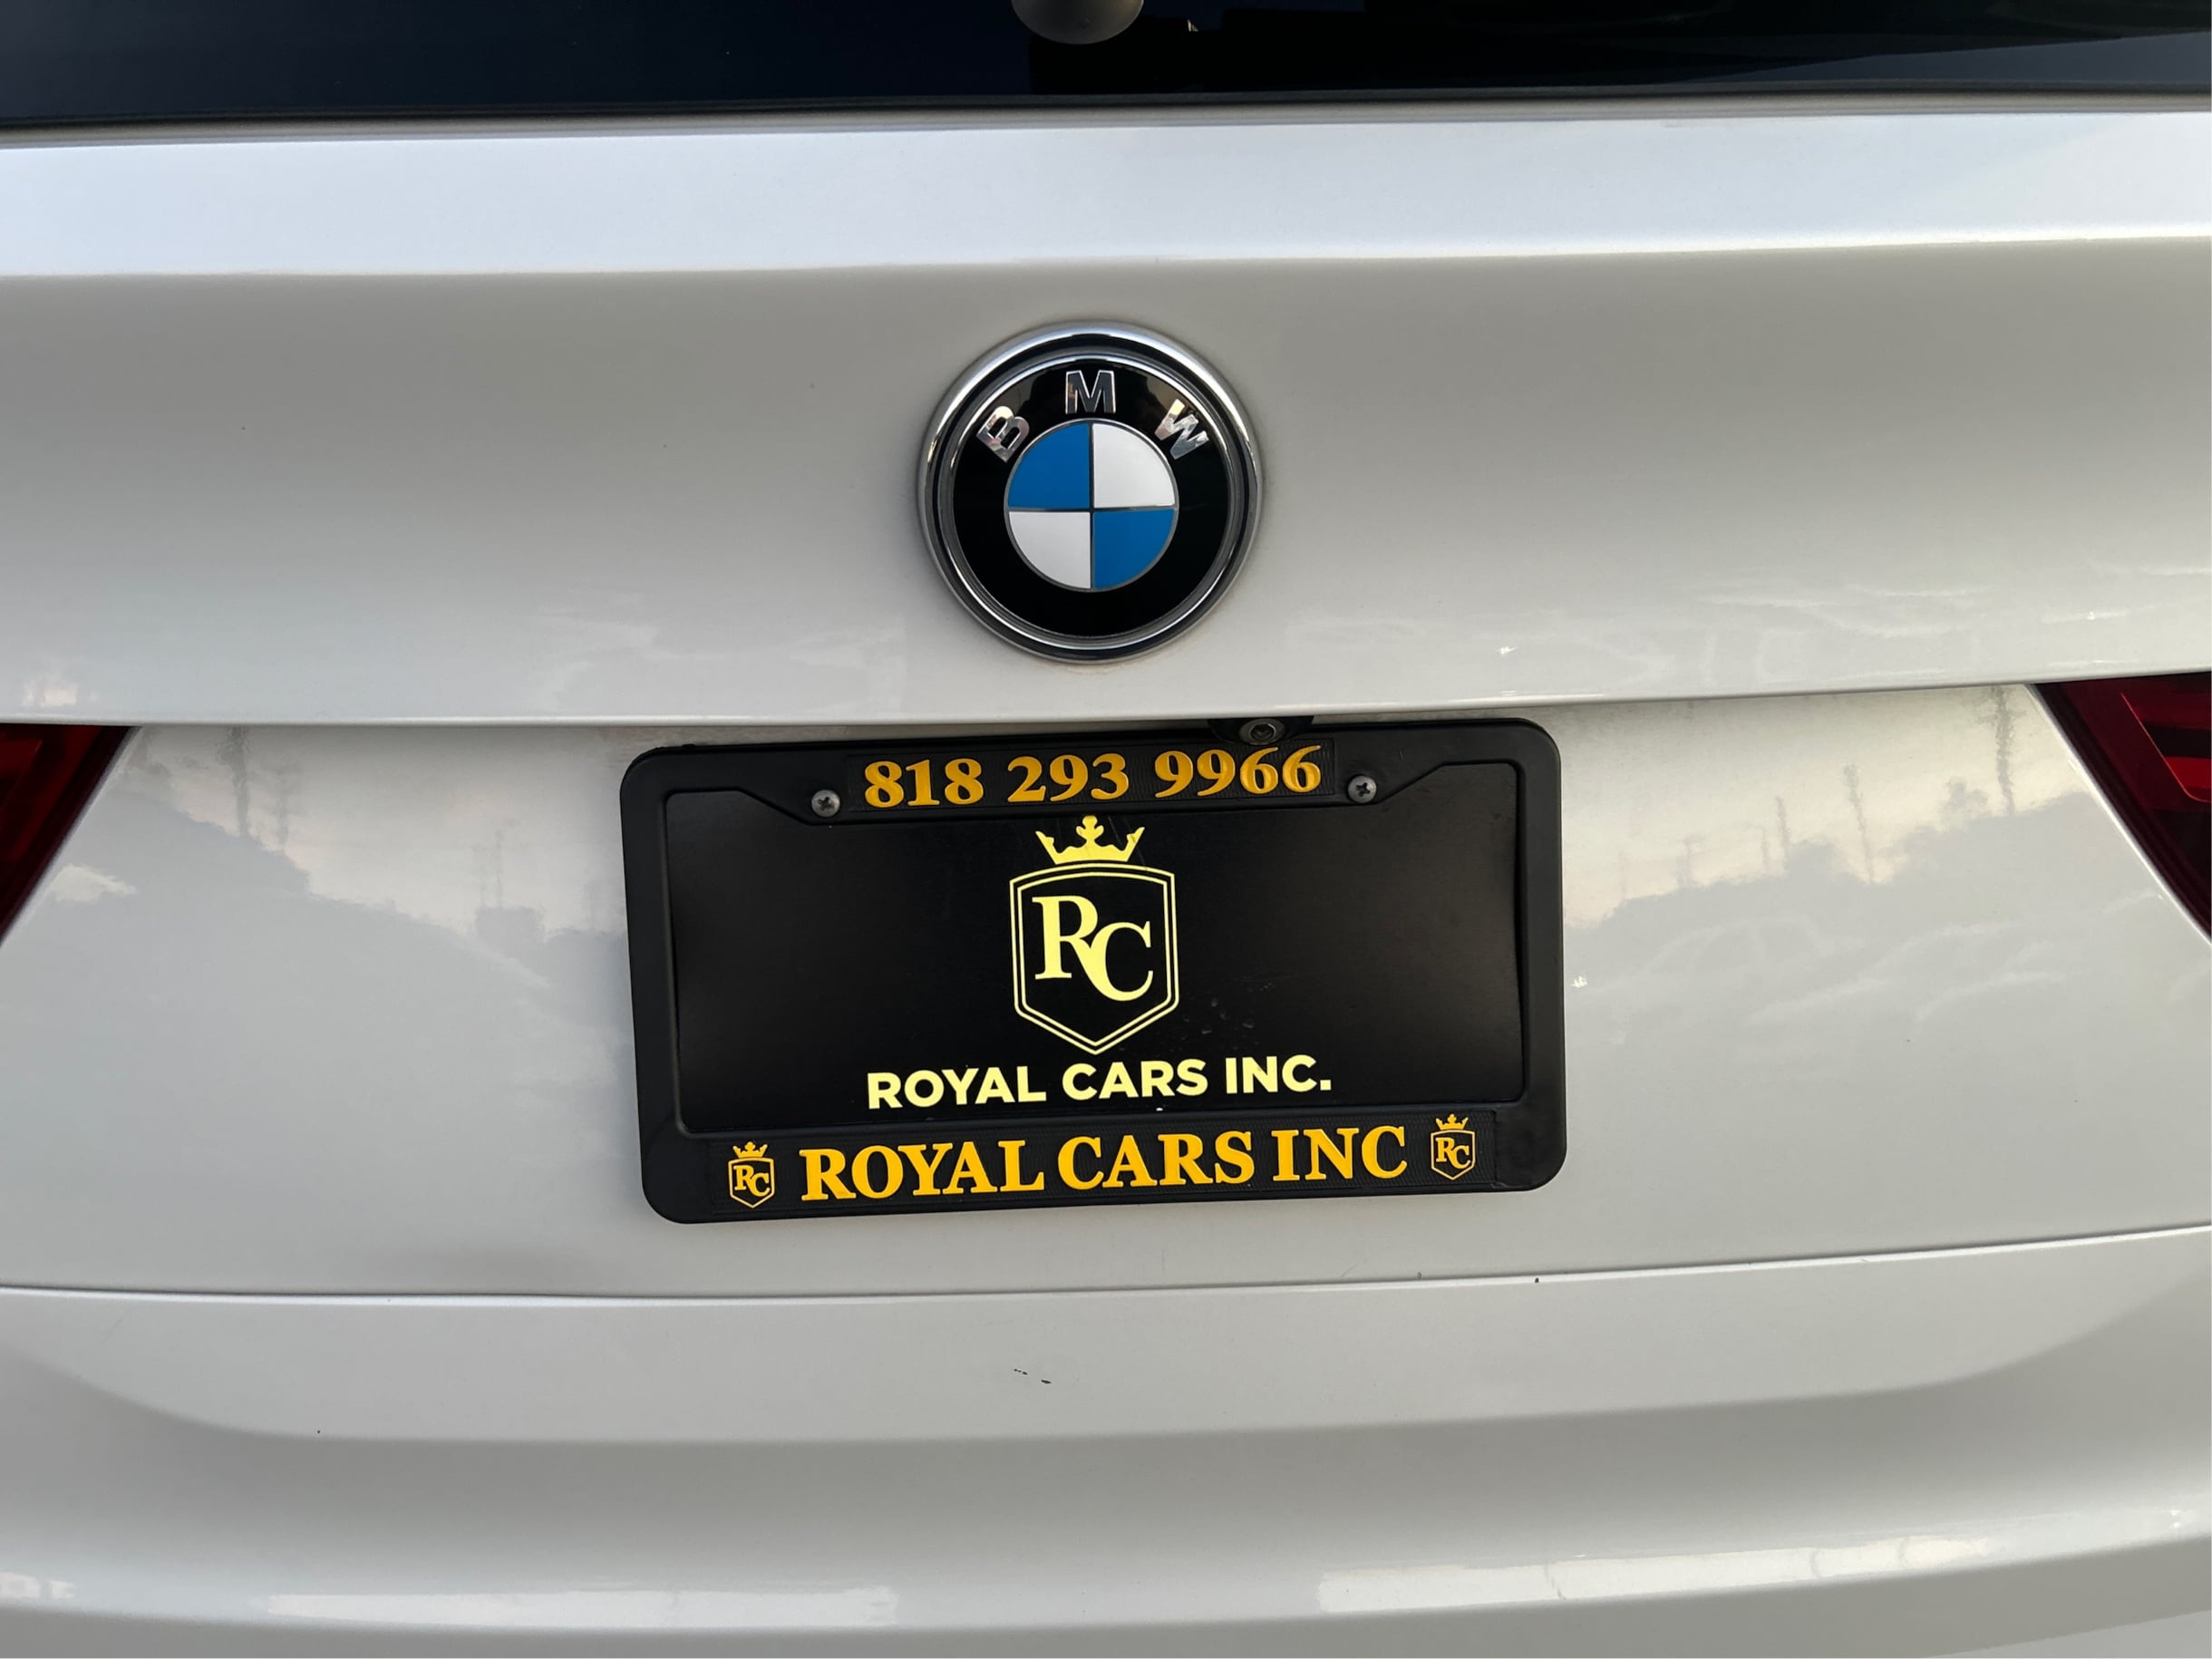 BMW
818 293 9966
RC
ROYAL CARS INC.
RC ROYAL CARS INC RC